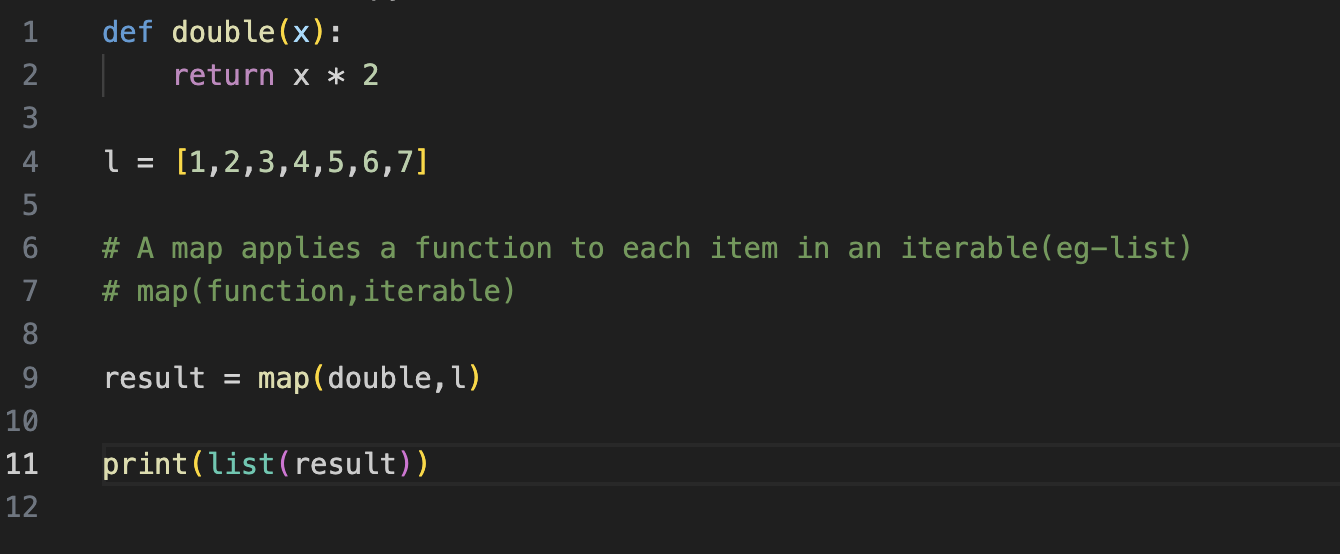 1 def double(x):
2     return x * 2
3
4 l = [1,2,3,4,5,6,7]
5
6 # A map applies a function to each item in an iterable(eg-list)
7 # map(function,iterable)
8
9 result = map(double,l)
10
11 print(list(result))
12